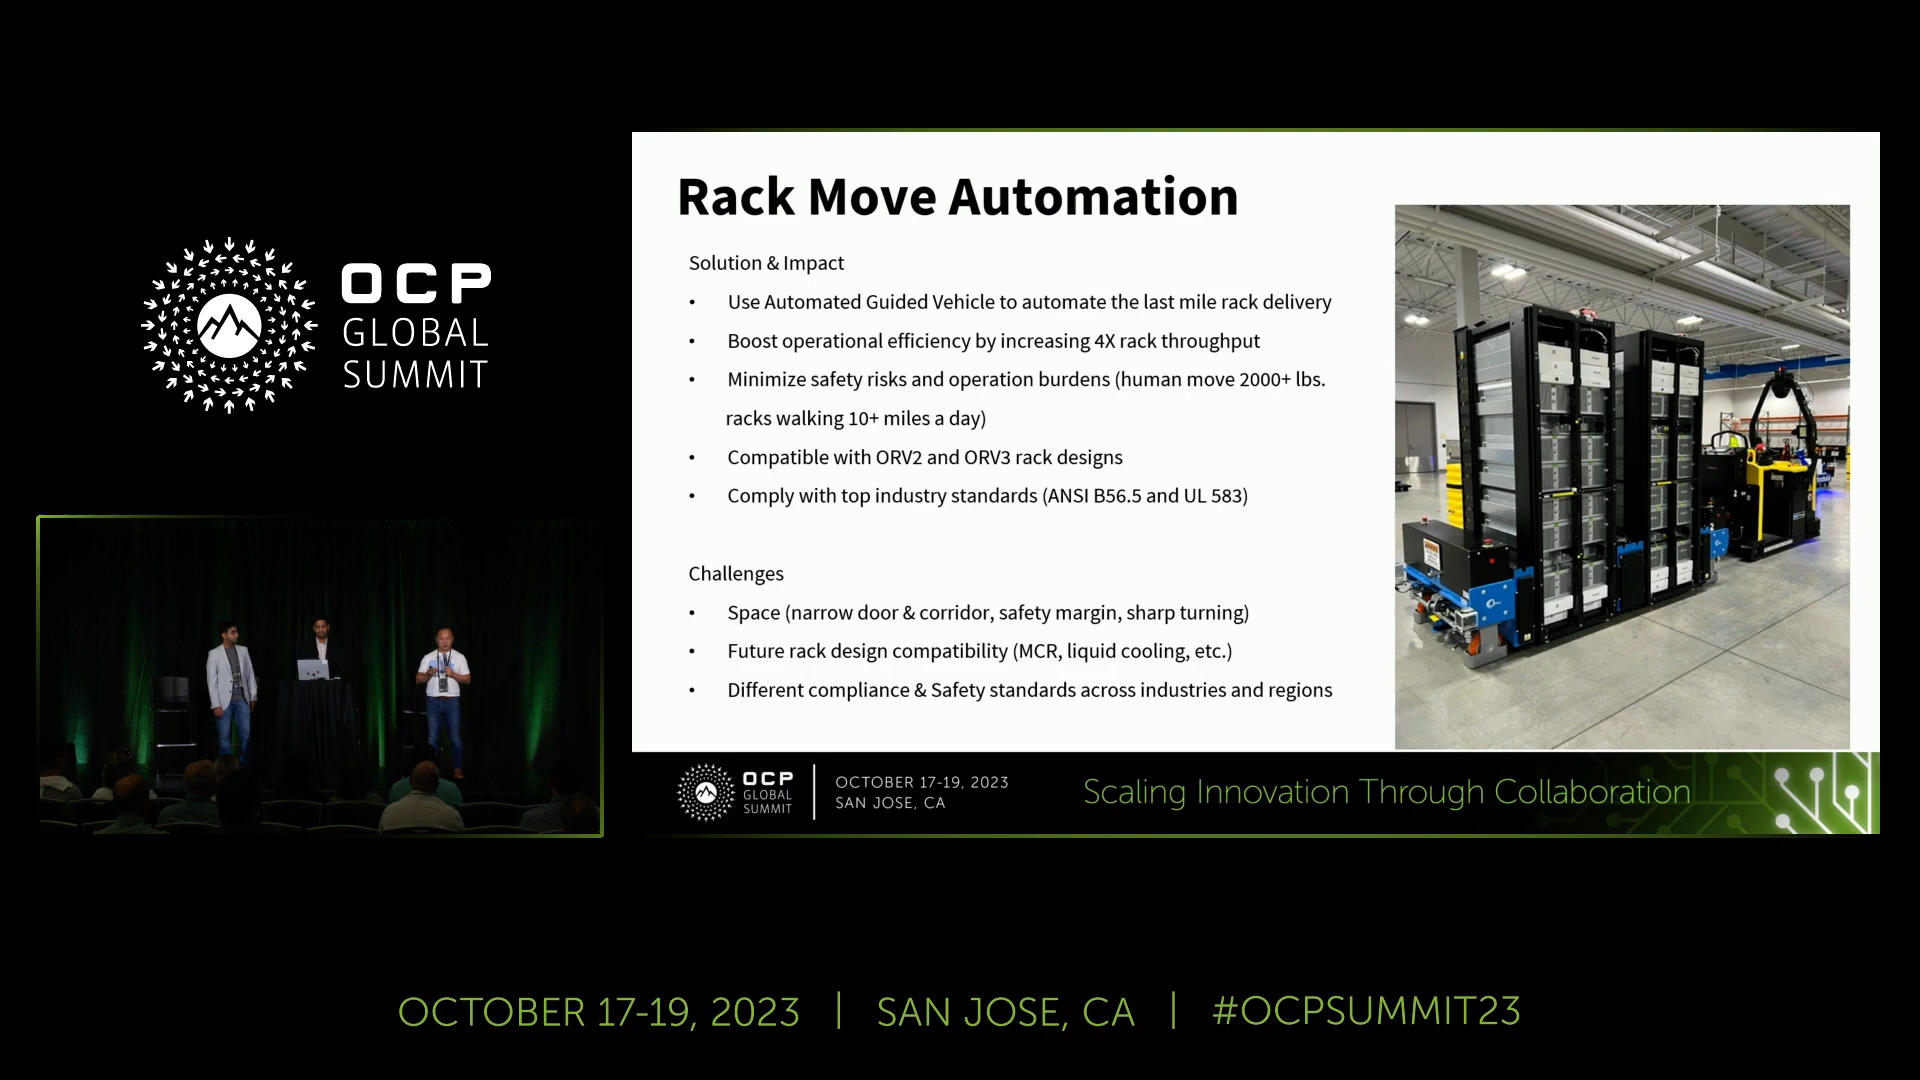 OCP
GLOBAL
SUMMIT
Rack Move Automation
Solution & Impact
• Use Automated Guided Vehicle to automate the last mile rack delivery
• Boost operational efficiency by increasing 4X rack throughput
• Minimize safety risks and operation burdens (human move 2000+ lbs.
racks walking 10+ miles a day)
• Compatible with ORV2 and ORV3 rack designs
• Comply with top industry standards (ANSI B56.5 and UL 583)
Challenges
• Space (narrow door & corridor, safety margin, sharp turning)
• Future rack design compatibility (MCR, liquid cooling, etc.)
• Different compliance & Safety standards across industries and regions
OCP
GLOBAL
SUMMIT
OCTOBER 17-19, 2023
SAN JOSE, CA
Scaling Innovation Through Collaboration
OCTOBER 17-19, 2023 | SAN JOSE, CA | #OCPSUMMIT23